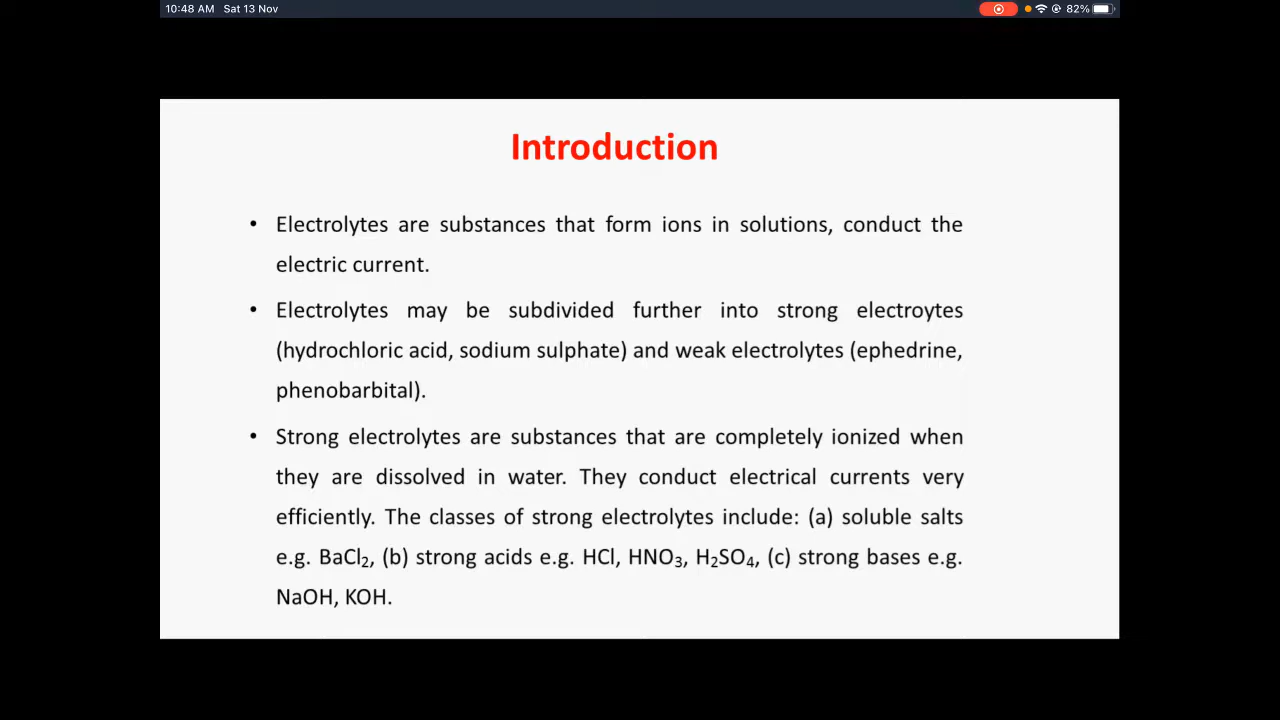 10:48 AM Sat 13 Nov 82%
Introduction
• Electrolytes are substances that form ions in solutions, conduct the
electric current.
• Electrolytes may be subdivided further into strong electroytes
(hydrochloric acid, sodium sulphate) and weak electrolytes (ephedrine,
phenobarbital).
• Strong electrolytes are substances that are completely ionized when
they are dissolved in water. They conduct electrical currents very
efficiently. The classes of strong electrolytes include: (a) soluble salts
e.g. BaCl₂, (b) strong acids e.g. HCl, HNO₃, H₂SO₄, (c) strong bases e.g.
NaOH, KOH.